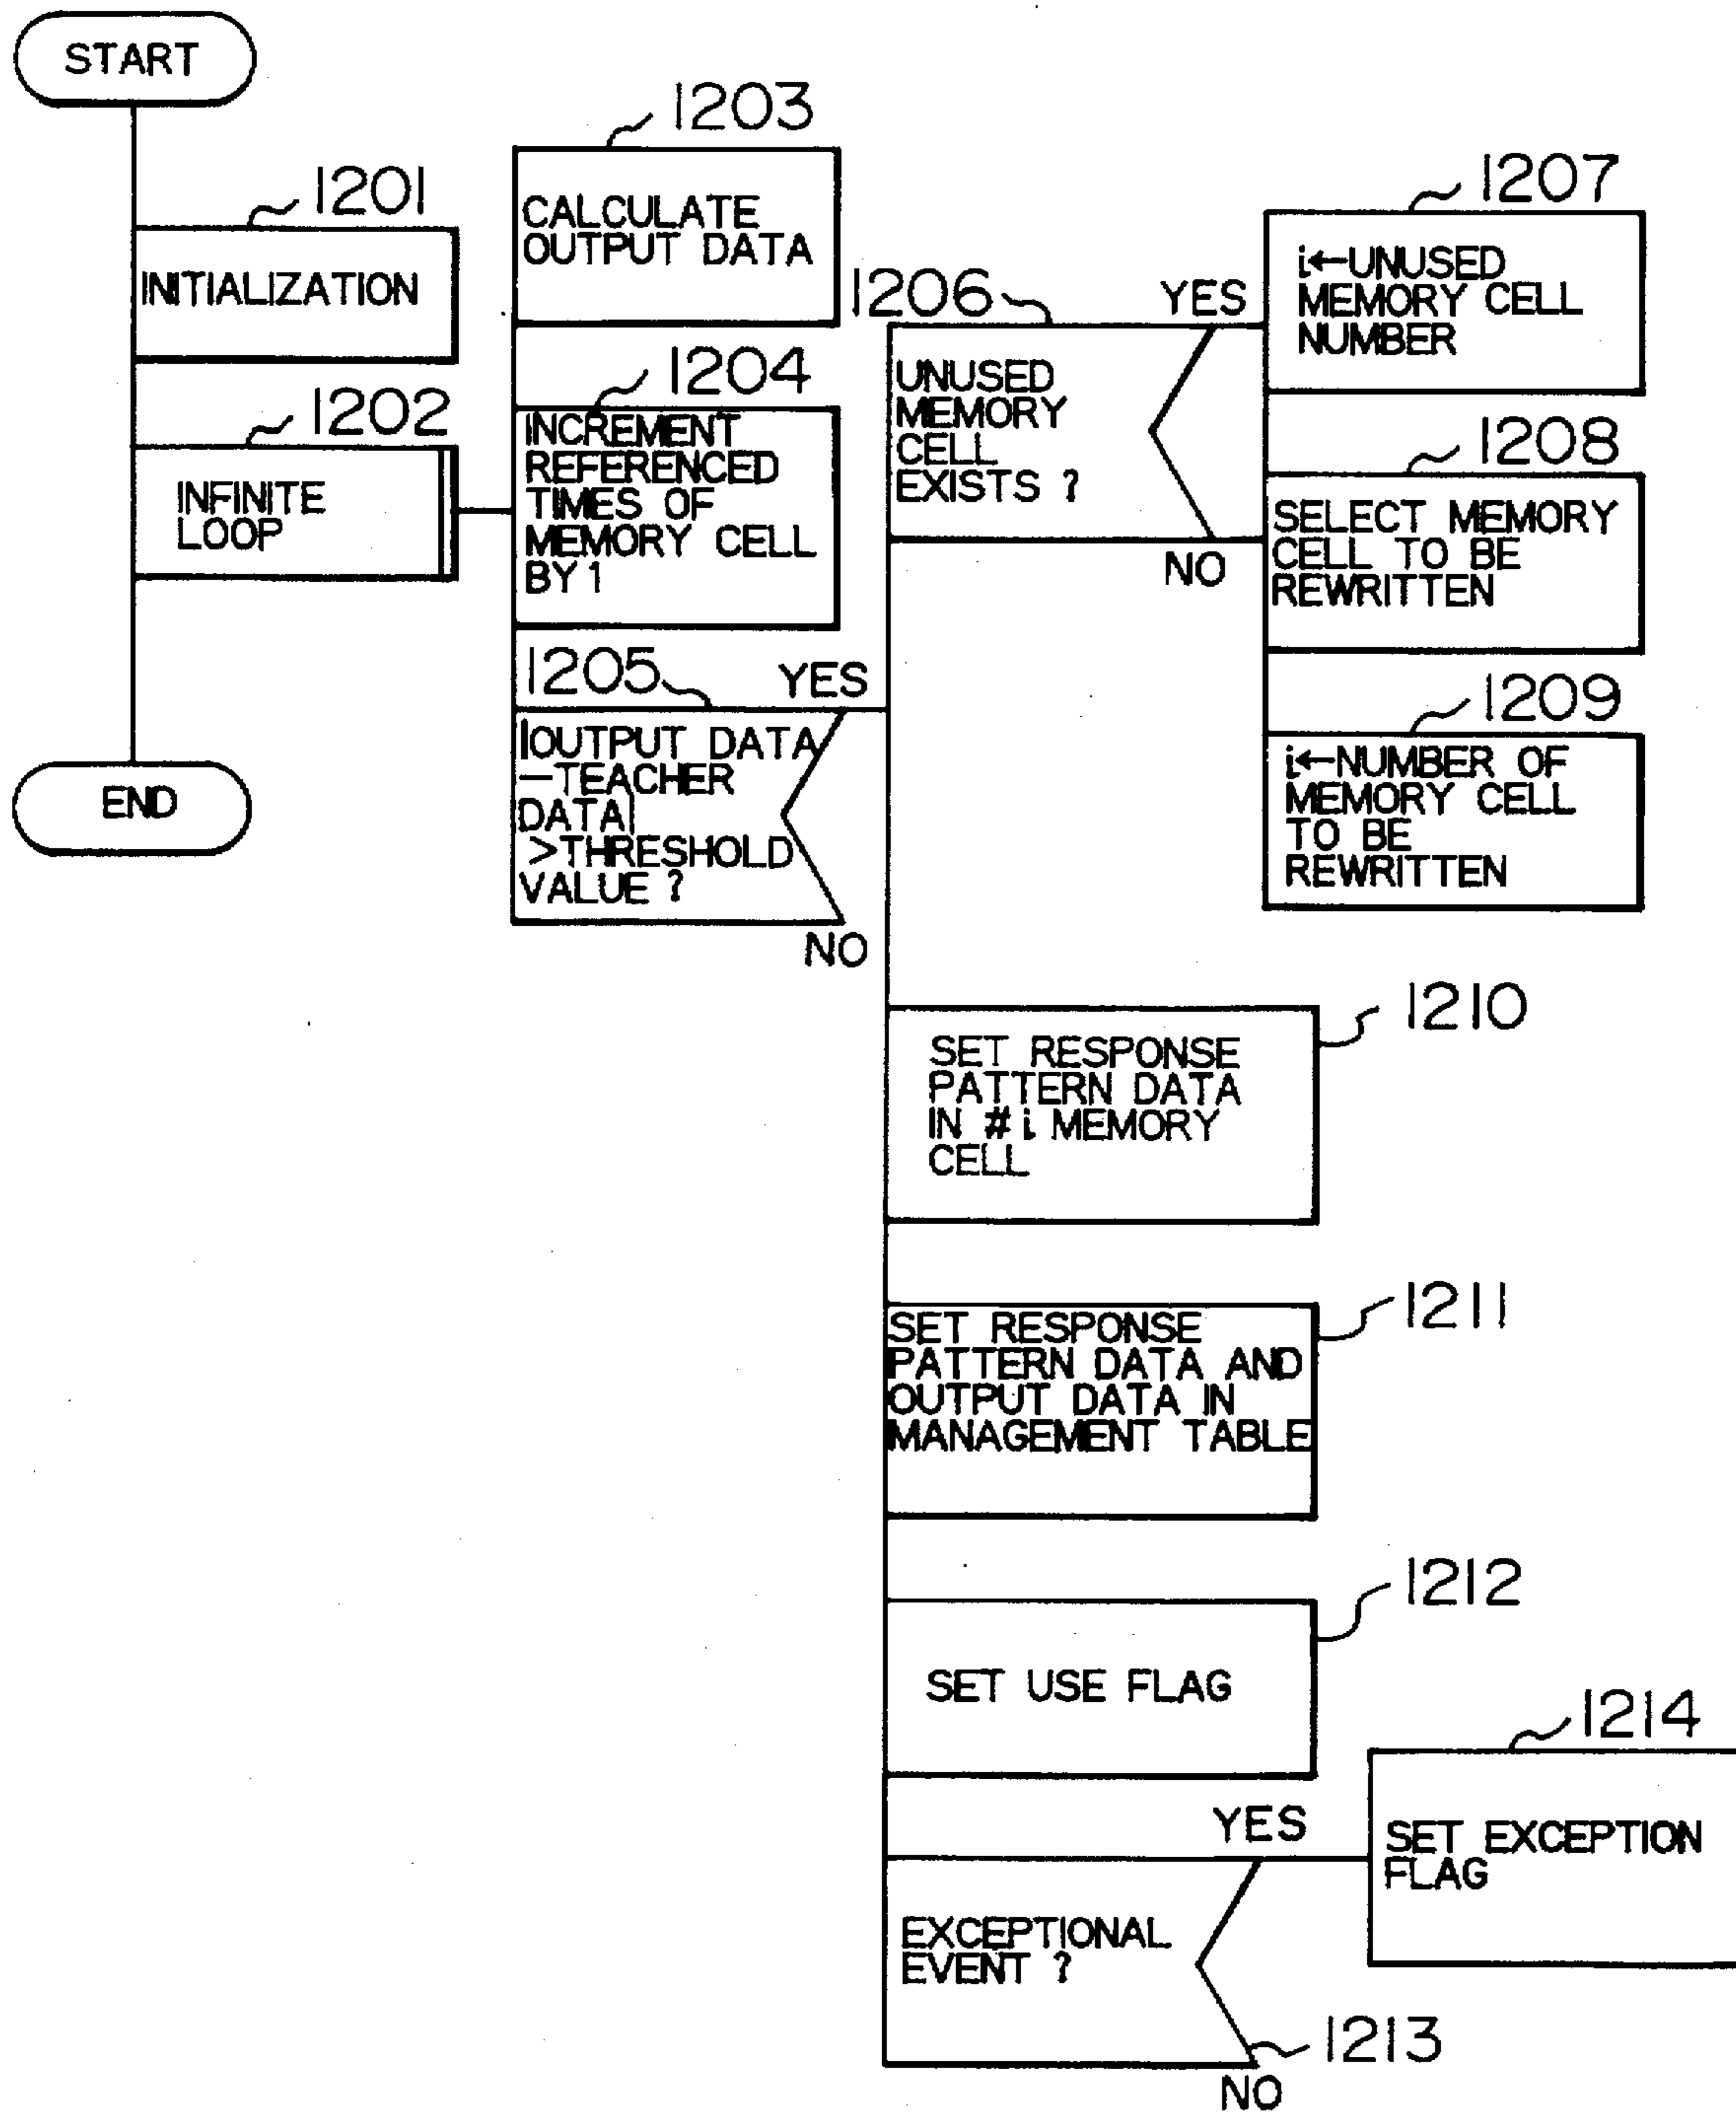 START
1201
INITIALIZATION
1202
INFINITE
LOOP
END
1203
CALCULATE
OUTPUT DATA
1204
INCREMENT
REFERENCED
TIMES OF
MEMORY CELL
BY 1
1205
YES
|OUTPUT DATA
−TEACHER
DATA|
>THRESHOLD
VALUE ?
NO
1206
YES
UNUSED
MEMORY
CELL
EXISTS ?
NO
1207
i←UNUSED
MEMORY CELL
NUMBER
1208
SELECT MEMORY
CELL TO BE
REWRITTEN
1209
i←NUMBER OF
MEMORY CELL
TO BE
REWRITTEN
1210
SET RESPONSE
PATTERN DATA
IN # i MEMORY
CELL
1211
SET RESPONSE
PATTERN DATA AND
OUTPUT DATA IN
MANAGEMENT TABLE
1212
SET USE FLAG
YES
EXCEPTIONAL
EVENT ?
1213
NO
1214
SET EXCEPTION
FLAG